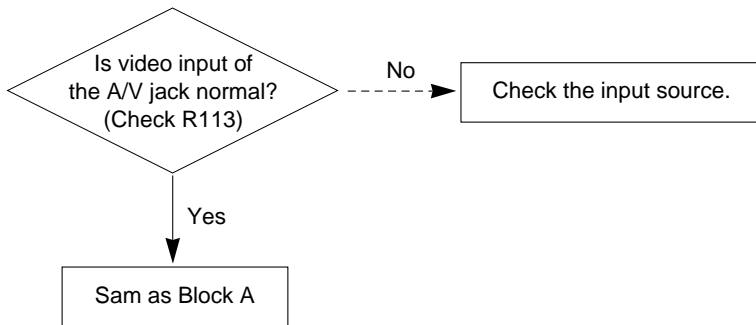 Is video input of
the A/V jack normal?
(Check R113)
No
Check the input source.
Yes
Sam as Block A